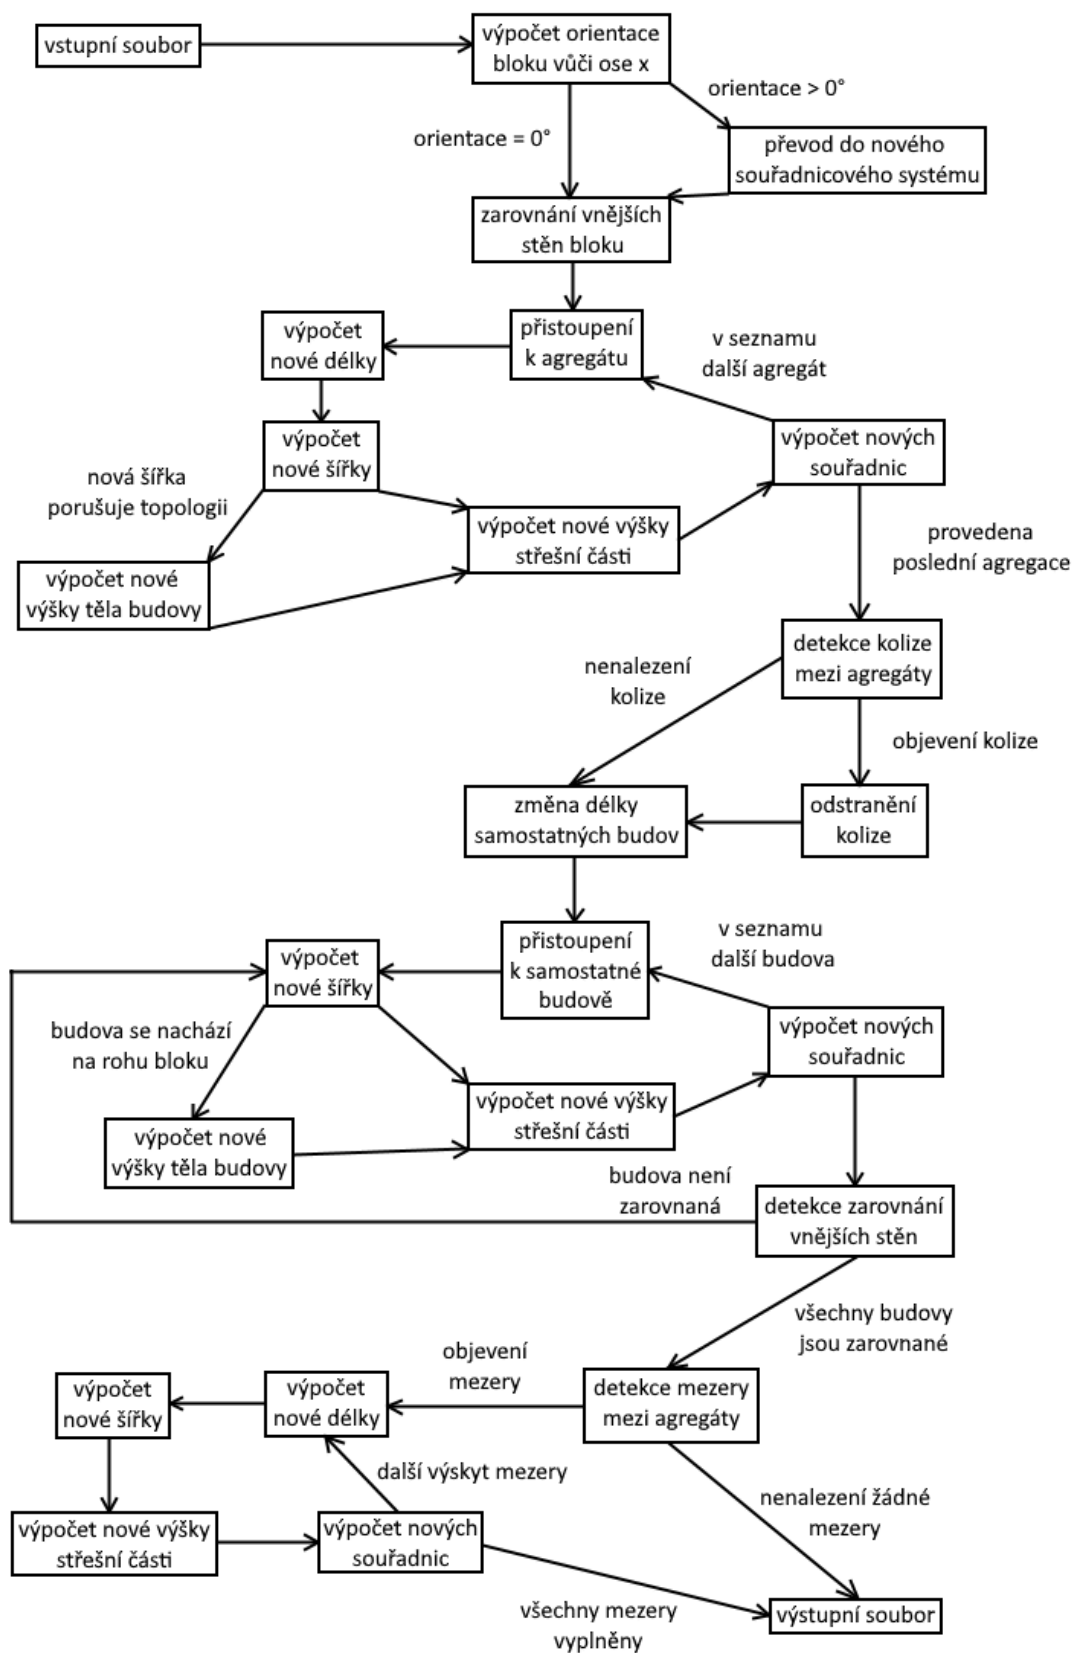 vstupní soubor
výpočet orientace
bloku vůči ose x
orientace > 0°
orientace = 0°
převod do nového
souřadnicového systému
zarovnání vnějších
stěn bloku
přistoupení
k agregátu
výpočet
nové délky
v seznamu
další agregát
výpočet
nové šířky
výpočet nových
souřadnic
nová šířka
porušuje topologii
výpočet nové výšky
střešní části
provedena
poslední agregace
výpočet nové
výšky těla budovy
detekce kolize
mezi agregáty
nenalezení
kolize
objevení kolize
změna délky
samostatných budov
odstranění
kolize
přistoupení
k samostatné
budově
v seznamu
další budova
výpočet
nové šířky
výpočet nových
souřadnic
budova se nachází
na rohu bloku
výpočet nové výšky
střešní části
výpočet nové
výšky těla budovy
budova není
zarovnaná
detekce zarovnání
vnějších stěn
všechny budovy
jsou zarovnané
objevení
mezery
detekce mezery
mezi agregáty
výpočet
nové délky
výpočet
nové šířky
další výskyt mezery
nenalezení žádné
mezery
výpočet nové výšky
střešní části
výpočet nových
souřadnic
všechny mezery
vyplněny
výstupní soubor